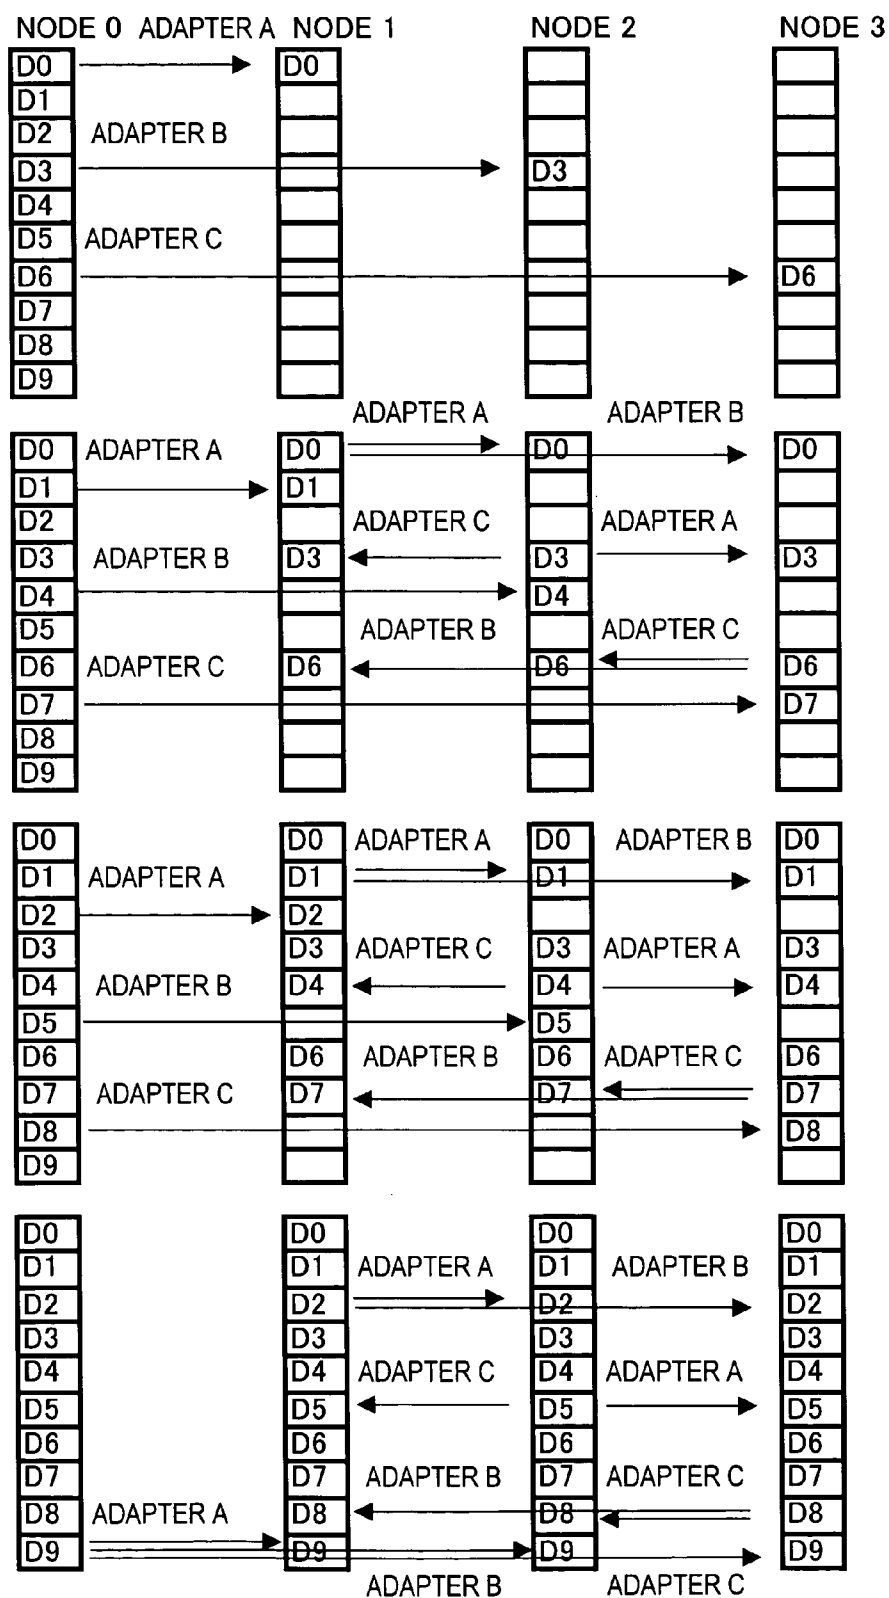 NODE 0 ADAPTER A NODE 1 NODE 2 NODE 3
D0 D0
D1
D2 ADAPTER B
D3 D3
D4
D5 ADAPTER C
D6 D6
D7
D8
D9
ADAPTER A ADAPTER B
D0 ADAPTER A D0 D0 D0
D1 D1
D2 ADAPTER C ADAPTER A
D3 ADAPTER B D3 D3 D3
D4 D4
D5 ADAPTER B ADAPTER C
D6 ADAPTER C D6 D6 D6
D7 D7
D8
D9
D0 D0 ADAPTER A D0 ADAPTER B D0
D1 ADAPTER A D1 D1 D1
D2 D2
D3 D3 ADAPTER C D3 ADAPTER A D3
D4 ADAPTER B D4 D4 D4
D5 D5
D6 D6 ADAPTER B D6 ADAPTER C D6
D7 ADAPTER C D7 D7 D7
D8 D8
D9
D0 D0 D0 D0
D1 D1 ADAPTER A D1 ADAPTER B D1
D2 D2 D2 D2
D3 D3 D3 D3
D4 D4 ADAPTER C D4 ADAPTER A D4
D5 D5 D5 D5
D6 D6 D6 D6
D7 D7 ADAPTER B D7 ADAPTER C D7
D8 ADAPTER A D8 D8 D8
D9 D9 D9 D9
ADAPTER B ADAPTER C